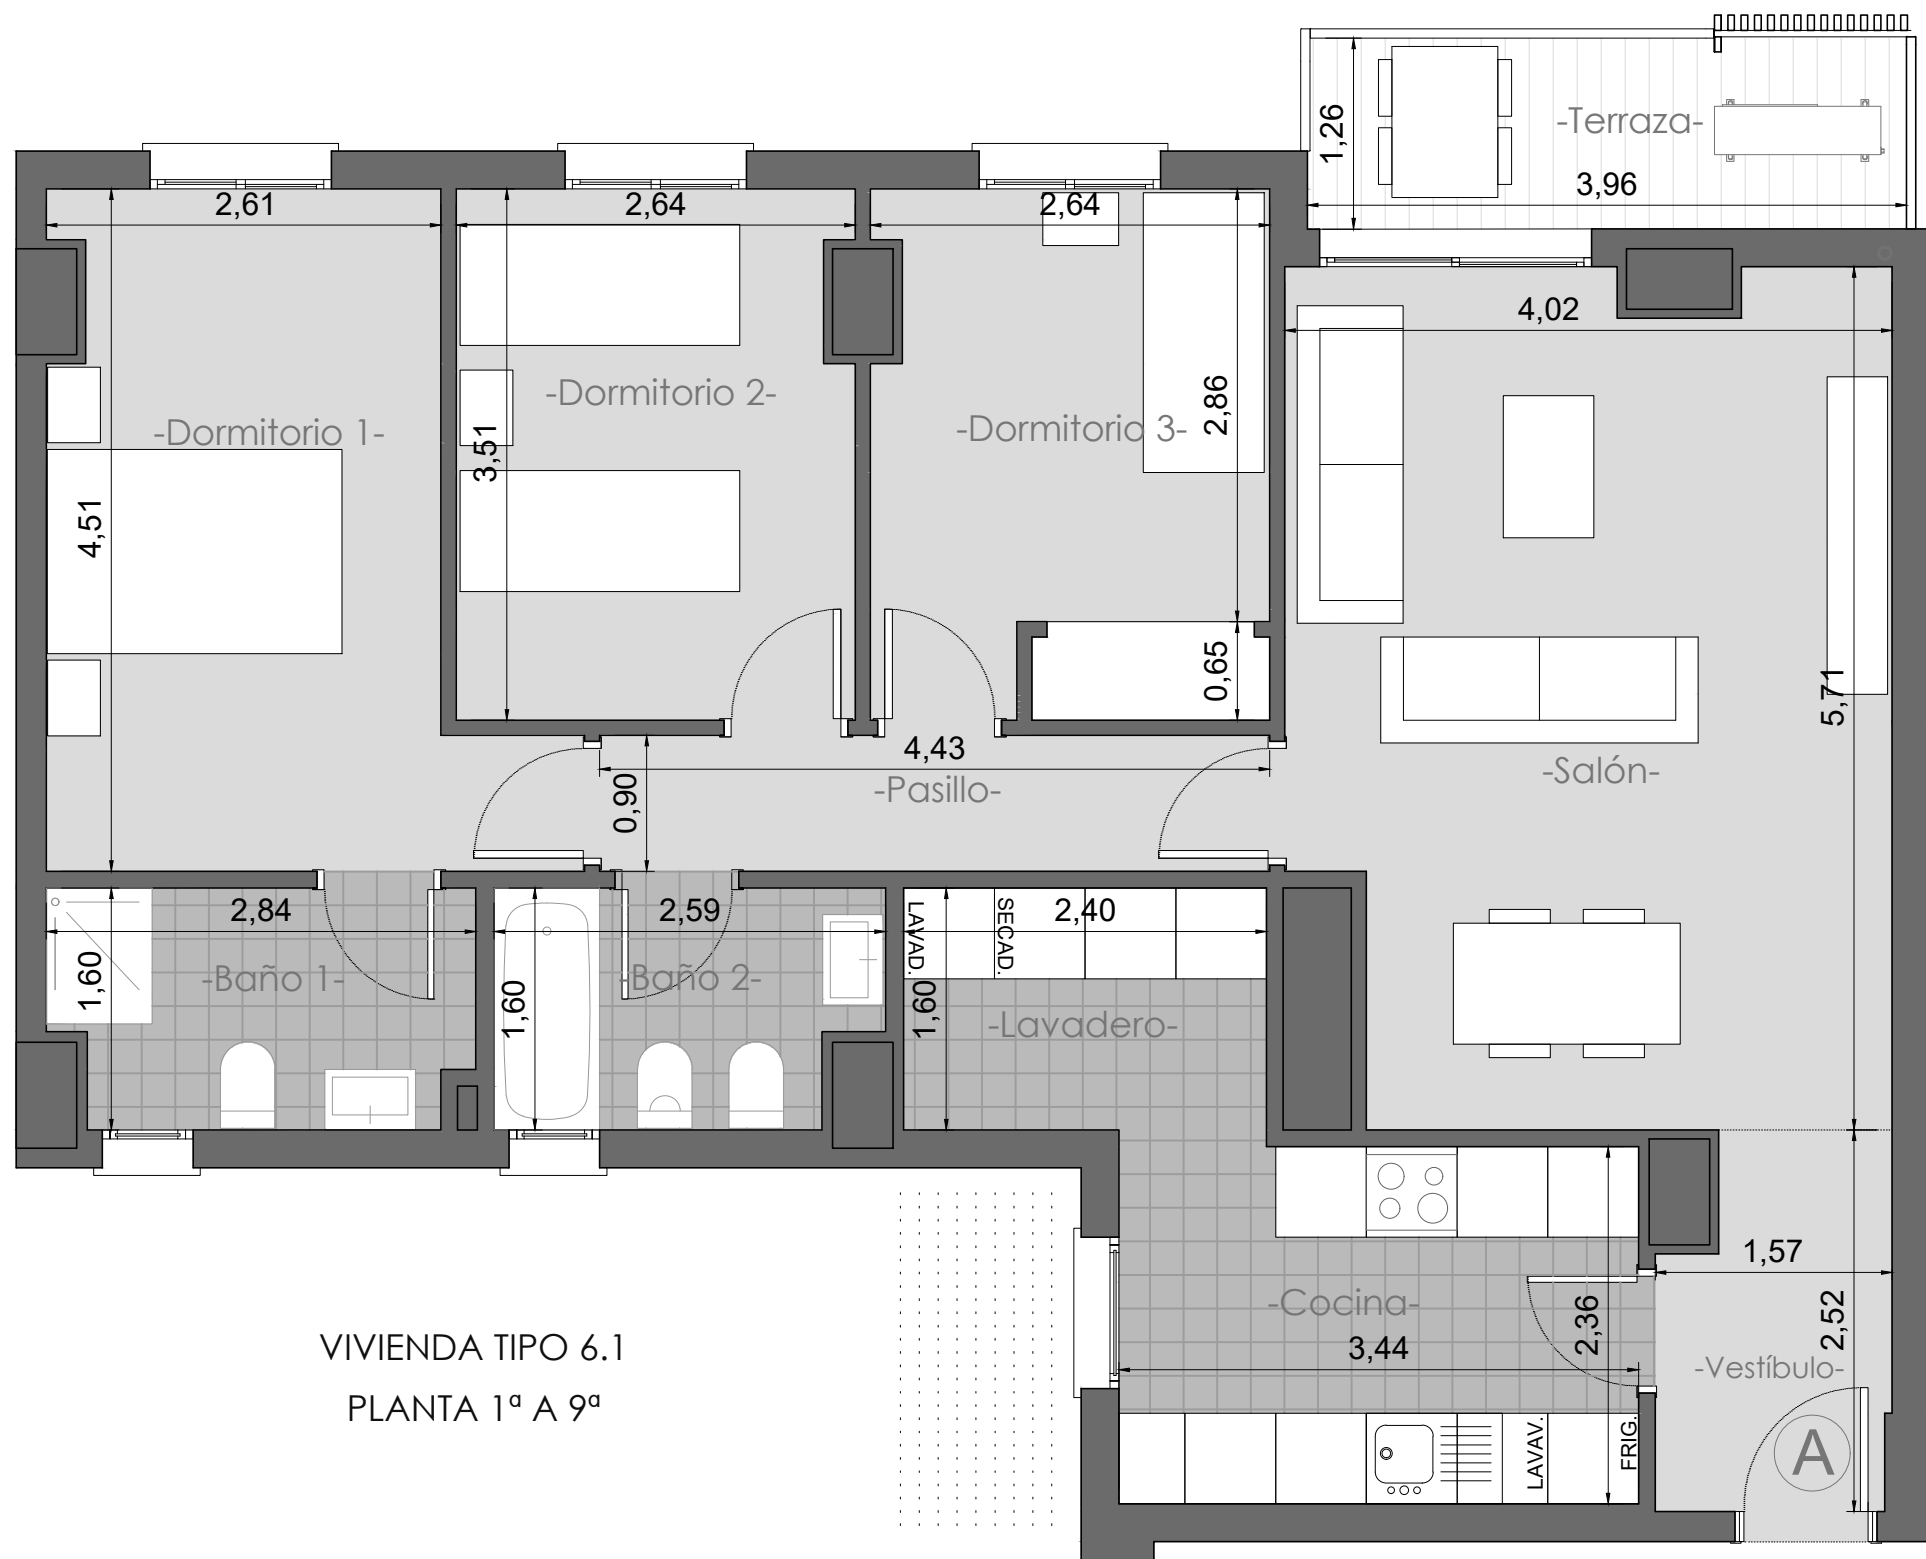 -Terraza-
1,26
3,96
2,61
2,64
2,64
4,02
-Dormitorio 1-
-Dormitorio 2-
-Dormitorio 3-
2,86
4,51
3,51
0,65
5,71
4,43
-Pasillo-
0,90
-Salón-
2,84
2,59
LAVAD.
SECAD.
2,40
1,60
-Baño 1-
1,60
-Baño 2-
1,60
-Lavadero-
1,57
-Cocina-
3,44
2,36
2,52
-Vestíbulo-
VIVIENDA TIPO 6.1
PLANTA 1ª A 9ª
LAVAV.
FRIG.
A